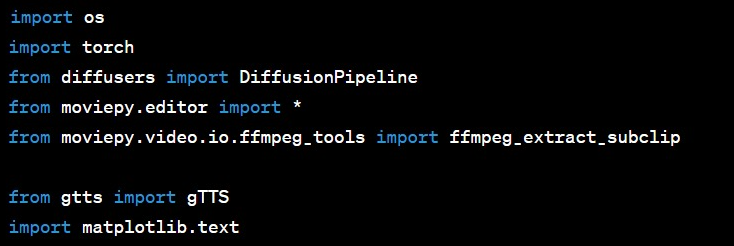 import os
import torch
from diffusers import DiffusionPipeline
from moviepy.editor import *
from moviepy.video.io.ffmpeg_tools import ffmpeg_extract_subclip
from gtts import gTTS
import matplotlib.text